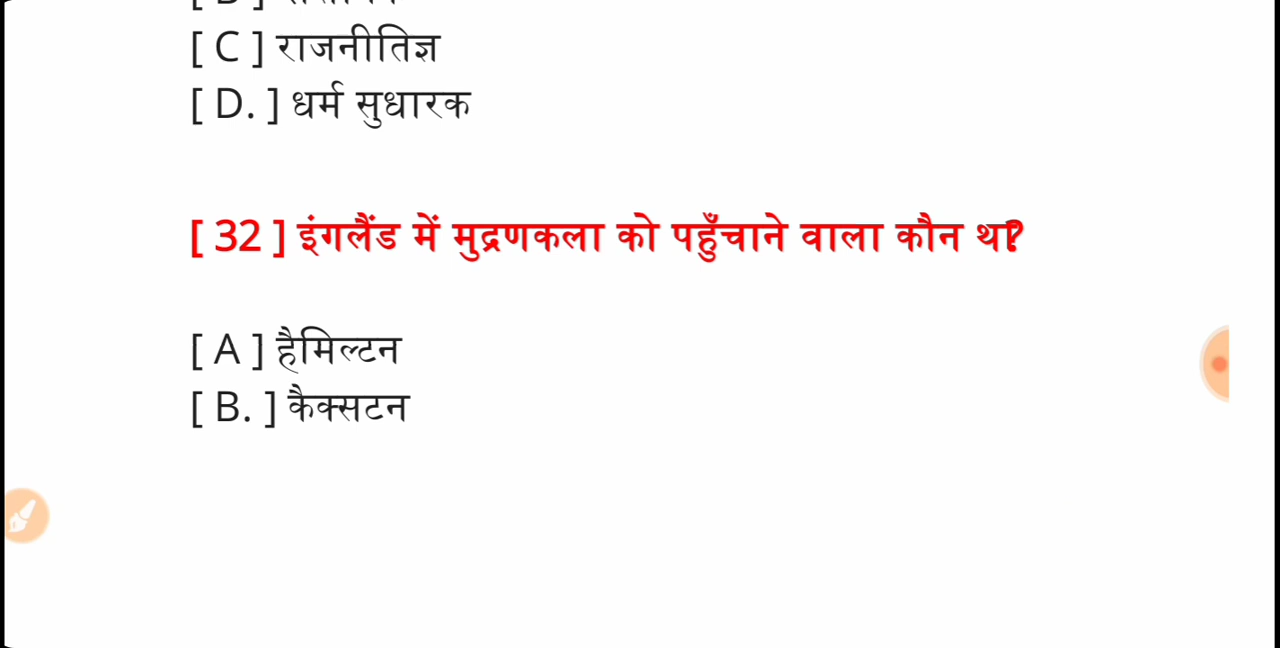 [ C ] राजनीतिज्ञ
[ D. ] धर्म सुधारक
[ 32 ] इंगलैंड में मुद्रणकला को पहुँचाने वाला कौन था?
[ A ] हैमिल्टन
[ B. ] कैक्सटन